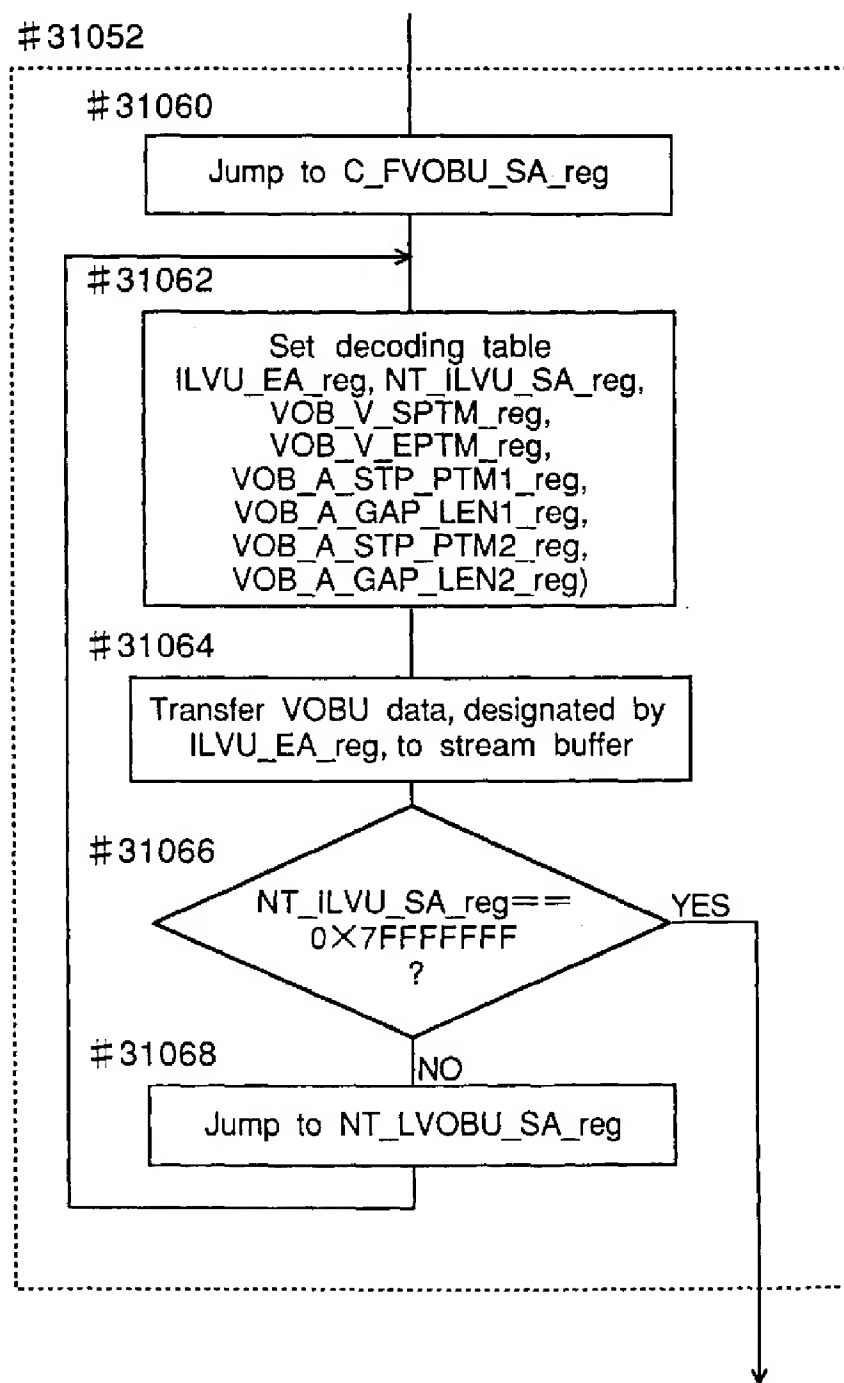 #31052
#31060
Jump to C_FVOBU_SA_reg
#31062
Set decoding table
ILVU_EA_reg, NT_ILVU_SA_reg,
VOB_V_SPTM_reg,
VOB_V_EPTM_reg,
VOB_A_STP_PTM1_reg,
VOB_A_GAP_LEN1_reg,
VOB_A_STP_PTM2_reg,
VOB_A_GAP_LEN2_reg)
#31064
Transfer VOBU data, designated by
ILVU_EA_reg, to stream buffer
#31066
NT_ILVU_SA_reg==
0X7FFFFFFF
?
YES
#31068
NO
Jump to NT_LVOBU_SA_reg